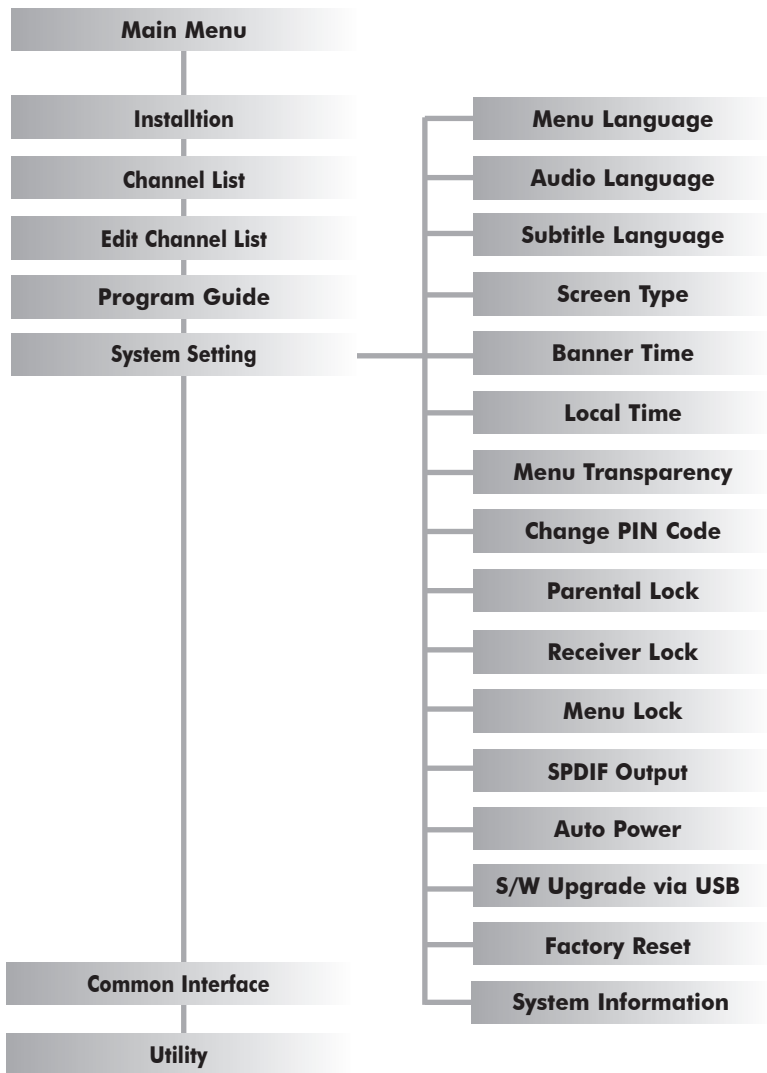 Main Menu
Installtion
Channel List
Edit Channel List
Program Guide
System Setting
Common Interface
Utility
Menu Language
Audio Language
Subtitle Language
Screen Type
Banner Time
Local Time
Menu Transparency
Change PIN Code
Parental Lock
Receiver Lock
Menu Lock
SPDIF Output
Auto Power
S/W Upgrade via USB
Factory Reset
System Information